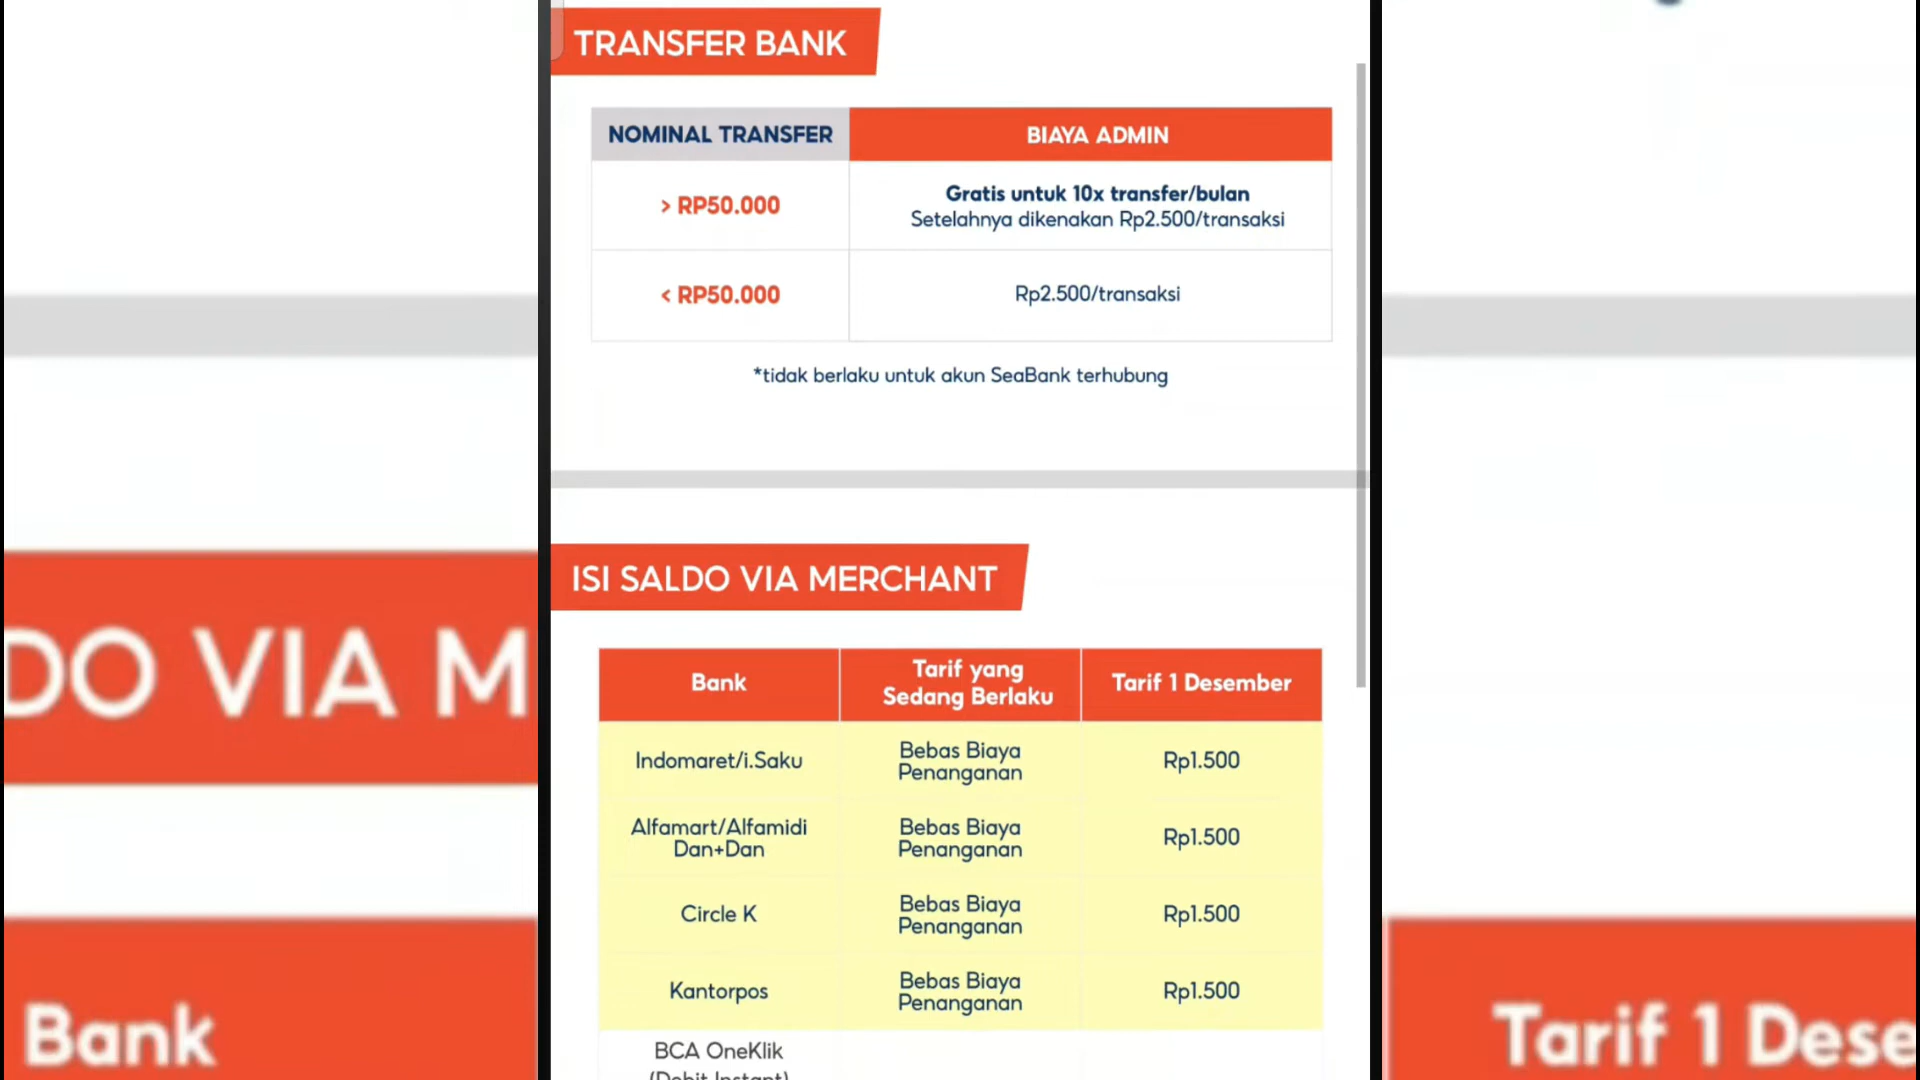 TRANSFER BANK
NOMINAL TRANSFER
BIAYA ADMIN
> RP50.000
Gratis untuk 10x transfer/bulan
Setelahnya dikenakan Rp2.500/transaksi
< RP50.000
Rp2.500/transaksi
*tidak berlaku untuk akun SeaBank terhubung
ISI SALDO VIA MERCHANT
Bank
Tarif yang
Sedang Berlaku
Tarif 1 Desember
Indomaret/i.Saku
Bebas Biaya
Penanganan
Rp1.500
Alfamart/Alfamidi
Dan+Dan
Bebas Biaya
Penanganan
Rp1.500
Circle K
Bebas Biaya
Penanganan
Rp1.500
Kantorpos
Bebas Biaya
Penanganan
Rp1.500
BCA OneKlik
(Debit Instant)
DO VIA M
Bank
Tarif 1 Dese